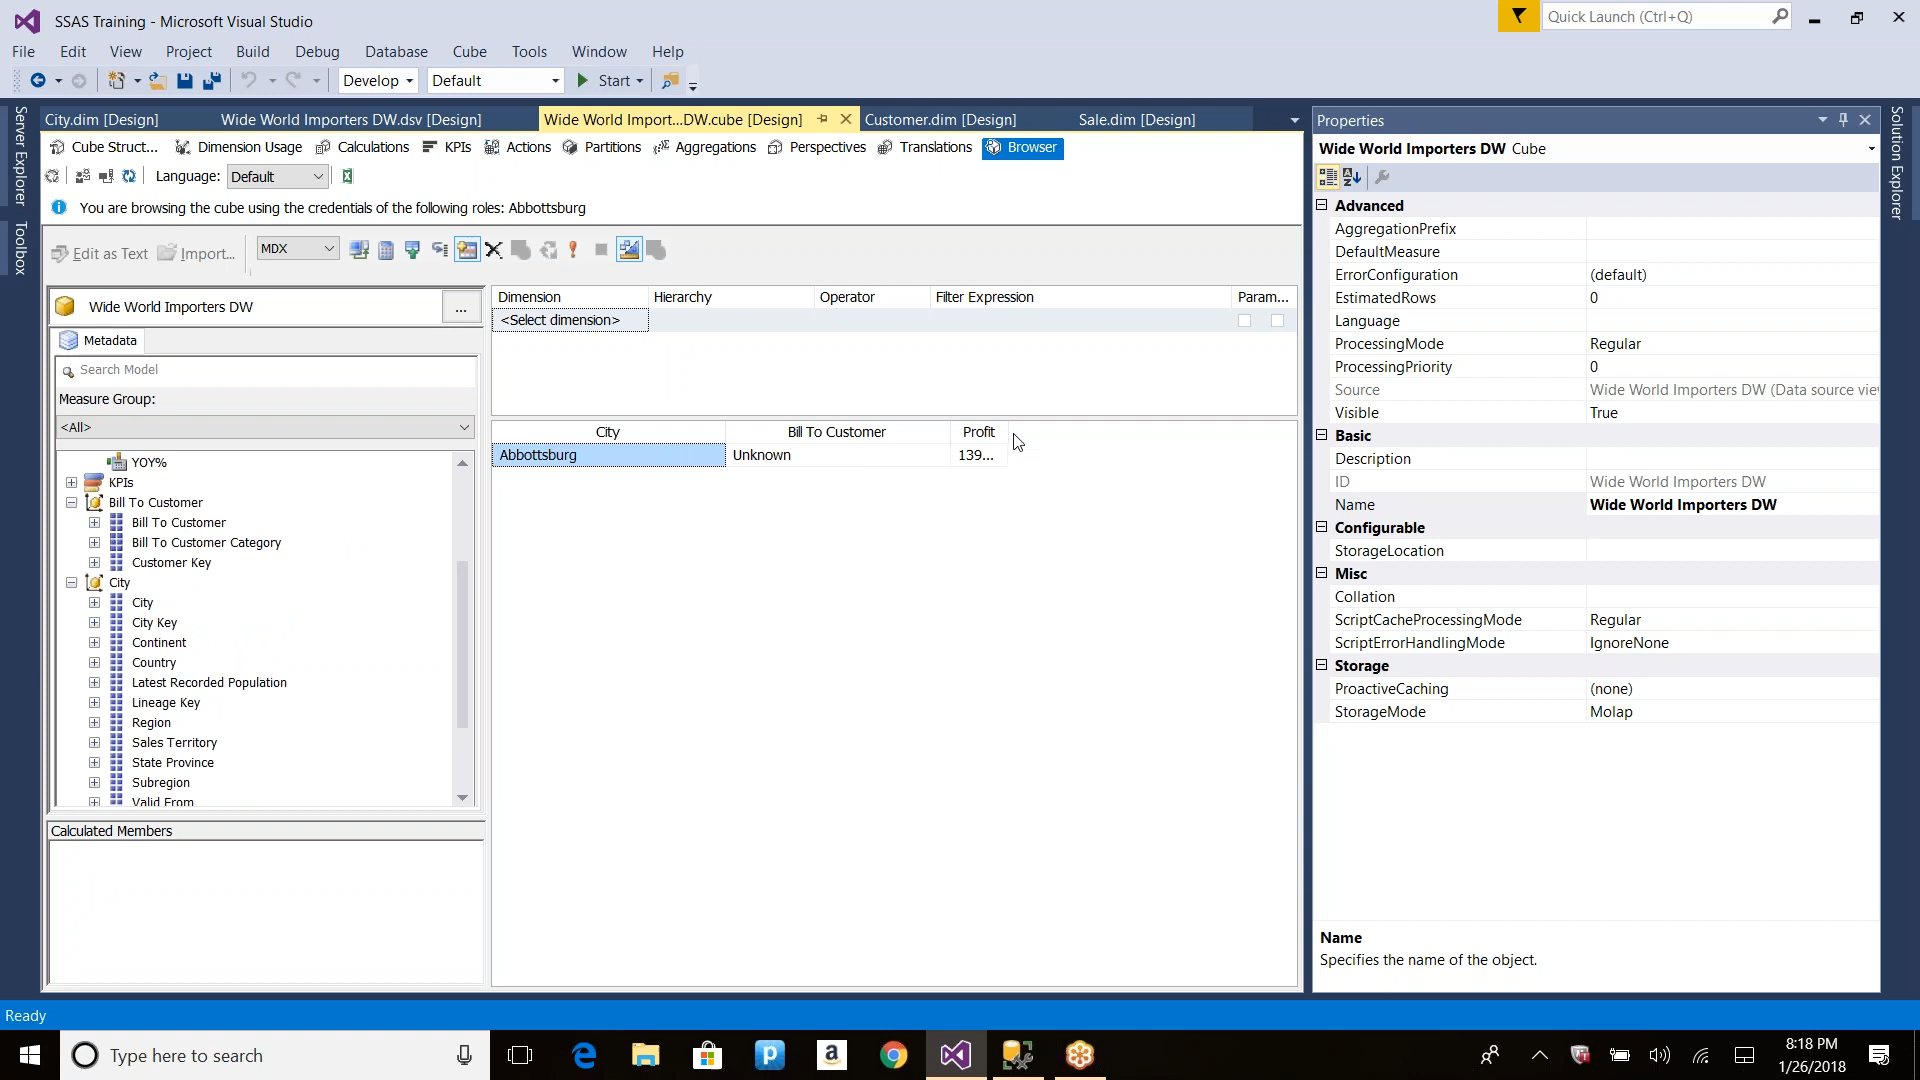 SSAS Training - Microsoft Visual Studio
Quick Launch (Ctrl+Q)
File Edit View Project Build Debug Database Cube Tools Window Help
Develop Default Start
Server Explorer
Toolbox
City.dim [Design] Wide World Importers DW.dsv [Design] Wide World Import...DW.cube [Design] Customer.dim [Design] Sale.dim [Design]
Cube Struct... Dimension Usage Calculations KPIs Actions Partitions Aggregations Perspectives Translations Browser
Language: Default
You are browsing the cube using the credentials of the following roles: Abbottsburg
Edit as Text Import... MDX
Wide World Importers DW ...
Metadata
Search Model
Measure Group:
<All>
YOY%
KPIs
Bill To Customer
Bill To Customer
Bill To Customer Category
Customer Key
City
City
City Key
Continent
Country
Latest Recorded Population
Lineage Key
Region
Sales Territory
State Province
Subregion
Valid From
Calculated Members
Dimension Hierarchy Operator Filter Expression Param...
<Select dimension>
City Bill To Customer Profit
Abbottsburg Unknown 139...
Properties
Wide World Importers DW Cube
Advanced
AggregationPrefix
DefaultMeasure
ErrorConfiguration (default)
EstimatedRows 0
Language
ProcessingMode Regular
ProcessingPriority 0
Source Wide World Importers DW (Data source vie
Visible True
Basic
Description
ID Wide World Importers DW
Name Wide World Importers DW
Configurable
StorageLocation
Misc
Collation
ScriptCacheProcessingMode Regular
ScriptErrorHandlingMode IgnoreNone
Storage
ProactiveCaching (none)
StorageMode Molap
Name
Specifies the name of the object.
Solution Explorer
Ready
Type here to search
8:18 PM
1/26/2018